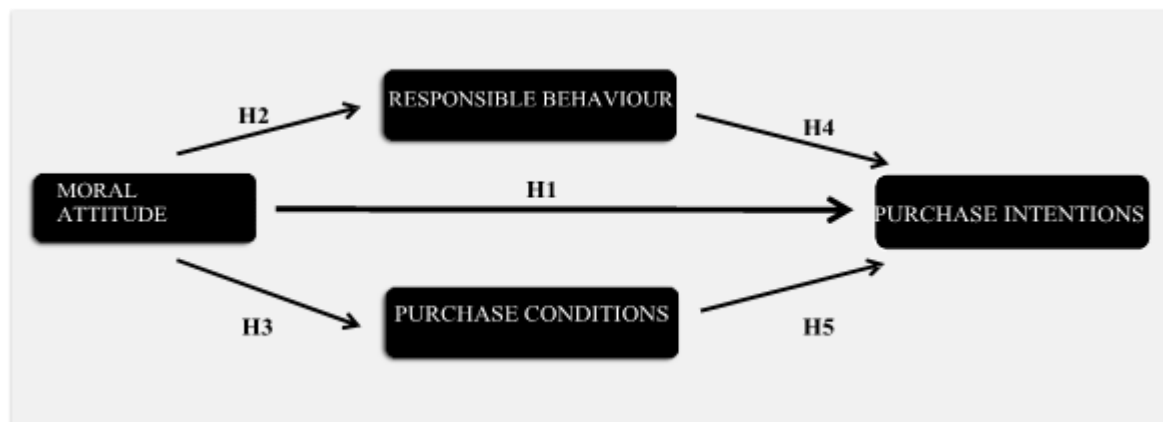 RESPONSIBLE BEHAVIOUR
H2
H4
MORAL
ATTITUDE
H1
PURCHASE INTENTIONS
H3
PURCHASE CONDITIONS
H5